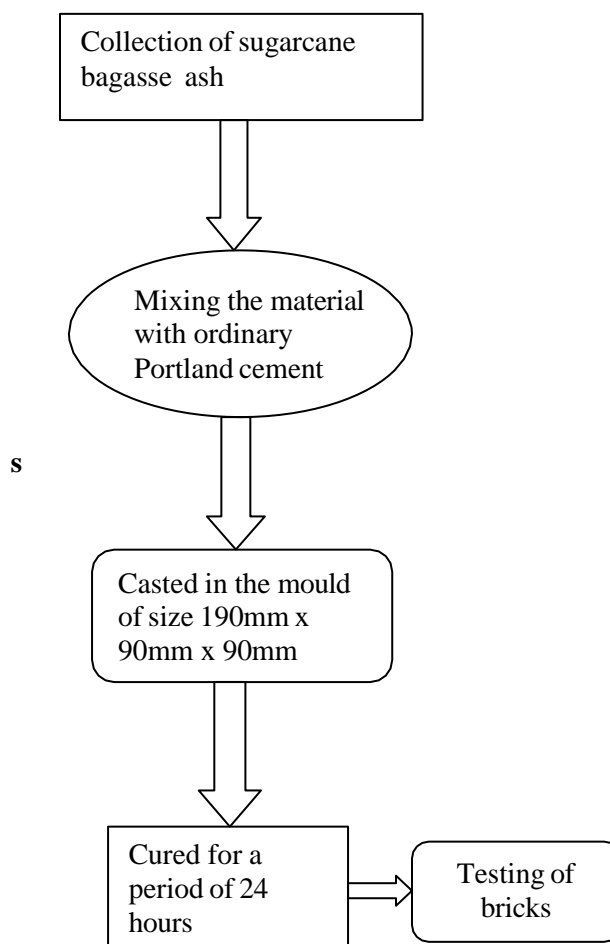 Collection of sugarcane
bagasse ash
Mixing the material
with ordinary
Portland cement
s
Casted in the mould
of size 190mm x
90mm x 90mm
Cured for a
period of 24
hours
Testing of
bricks